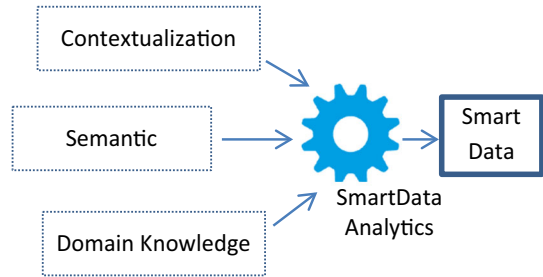 Contextualization
Semantic
Domain Knowledge
SmartData
Analytics
Smart
Data